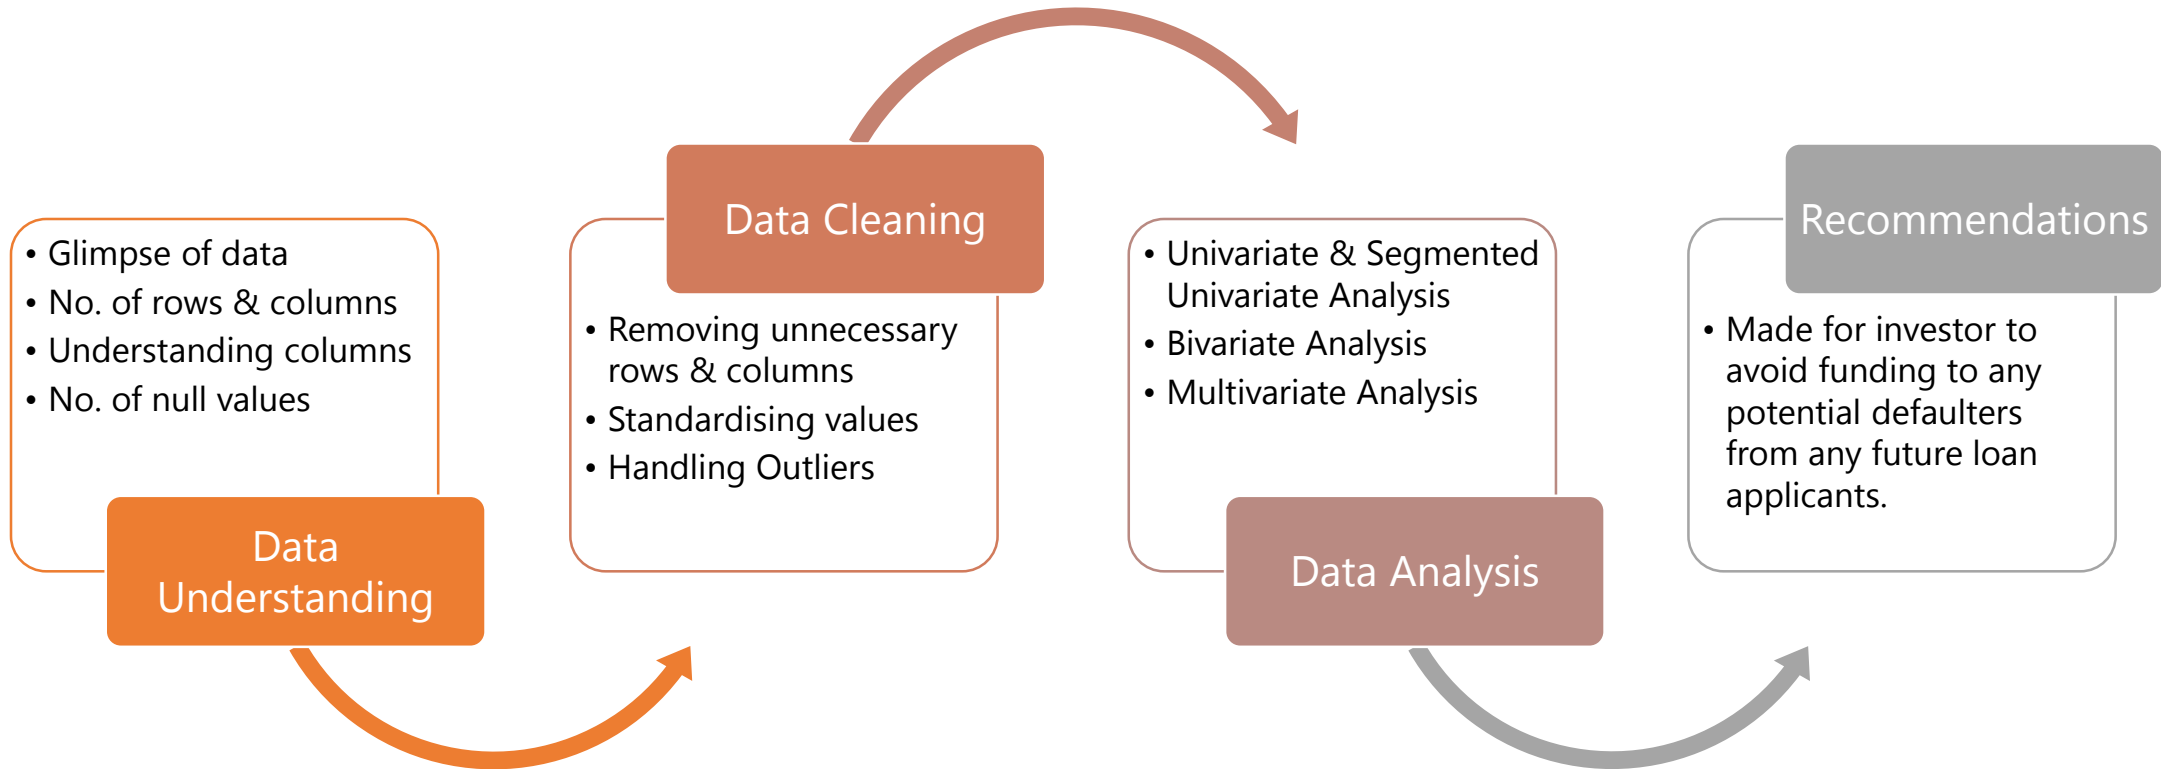 • Glimpse of data
• No. of rows & columns
• Understanding columns
• No. of null values
Data
Understanding
Data Cleaning
• Removing unnecessary
rows & columns
• Standardising values
• Handling Outliers
• Univariate & Segmented
Univariate Analysis
• Bivariate Analysis
• Multivariate Analysis
Data Analysis
Recommendations
• Made for investor to
avoid funding to any
potential defaulters
from any future loan
applicants.